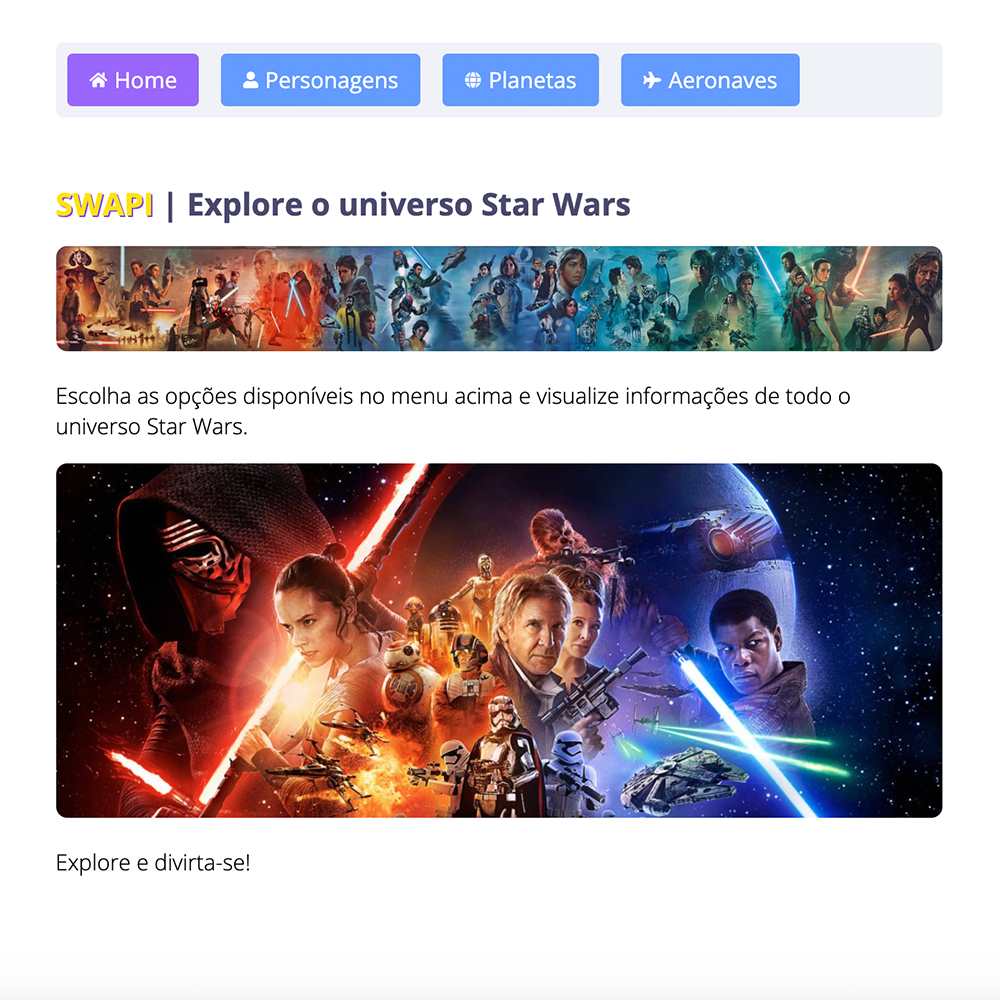 Home Personagens Planetas Aeronaves
SWAPI | Explore o universo Star Wars
Escolha as opções disponíveis no menu acima e visualize informações de todo o
universo Star Wars.
Explore e divirta-se!